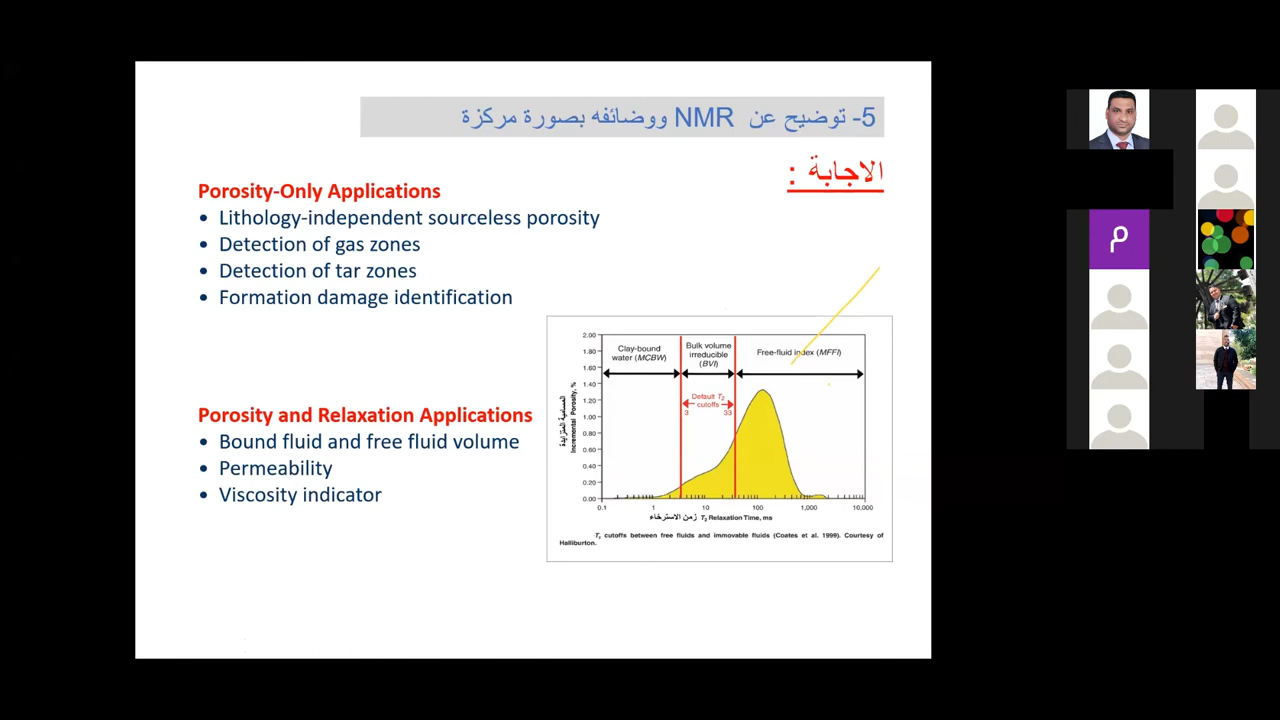 5- توضيح عن NMR ووضائفه بصورة مركزة
الاجابة :
Porosity-Only Applications
• Lithology-independent sourceless porosity
• Detection of gas zones
• Detection of tar zones
• Formation damage identification
Porosity and Relaxation Applications
• Bound fluid and free fluid volume
• Permeability
• Viscosity indicator
Clay-bound
water (MCBW)
Bulk volume
irreducible
(BVI)
Free-fluid index (MFFI)
Default T2
cutoffs
3
33
2.00
1.80
1.60
1.40
1.20
1.00
0.80
0.60
0.40
0.20
0.00
المسامية المتزايدة
Incremental Porosity, %
0.1
1
10
100
1,000
10,000
زمن الاسترخاء T2 Relaxation Time, ms
T2 cutoffs between free fluids and immovable fluids (Coates et al. 1999). Courtesy of
Halliburton.
م